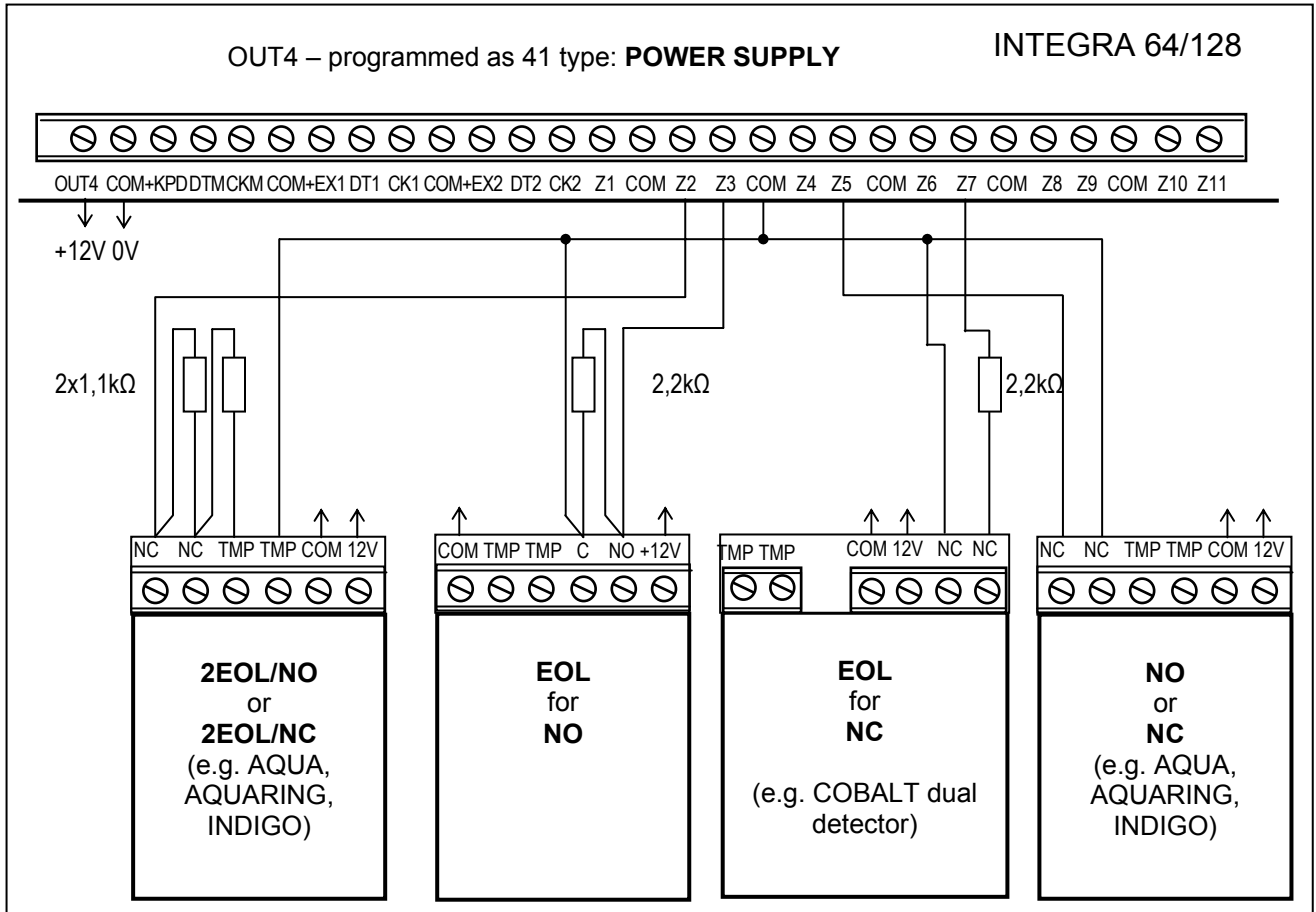 OUT4 – programmed as 41 type: POWER SUPPLY
INTEGRA 64/128
OUT4 COM+KPD DTM CKM COM+EX1 DT1 CK1 COM+EX2 DT2 CK2 Z1 COM Z2 Z3 COM Z4 Z5 COM Z6 Z7 COM Z8 Z9 COM Z10 Z11
+12V 0V
2x1,1kΩ
2,2kΩ
2,2kΩ
NC NC TMP TMP COM 12V
COM TMP TMP C NO +12V
TMP TMP COM 12V NC NC
NC NC TMP TMP COM 12V
2EOL/NO
or
2EOL/NC
(e.g. AQUA,
AQUARING,
INDIGO)
EOL
for
NO
EOL
for
NC
(e.g. COBALT dual
detector)
NO
or
NC
(e.g. AQUA,
AQUARING,
INDIGO)